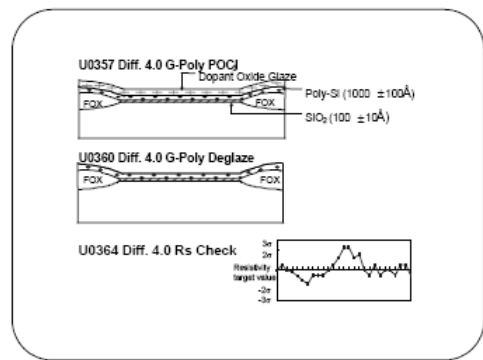 U0357 Diff. 4.0 G-Poly POCl
Dopant Oxide Glaze
Poly-Si (1000 ±100Å)
FOX
FOX
SiO₂ (100 ±10Å)
U0360 Diff. 4.0 G-Poly Deglaze
FOX
FOX
U0364 Diff. 4.0 Rs Check
3σ
2σ
Resistivity
target value
-2σ
-3σ